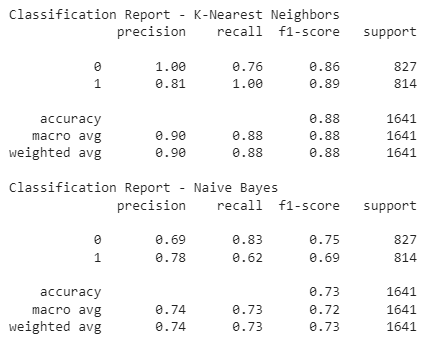 Classification Report - K-Nearest Neighbors
              precision    recall  f1-score   support

           0       1.00      0.76      0.86       827
           1       0.81      1.00      0.89       814

    accuracy                           0.88      1641
   macro avg       0.90      0.88      0.88      1641
weighted avg       0.90      0.88      0.88      1641

Classification Report - Naive Bayes
              precision    recall  f1-score   support

           0       0.69      0.83      0.75       827
           1       0.78      0.62      0.69       814

    accuracy                           0.73      1641
   macro avg       0.74      0.73      0.72      1641
weighted avg       0.74      0.73      0.73      1641